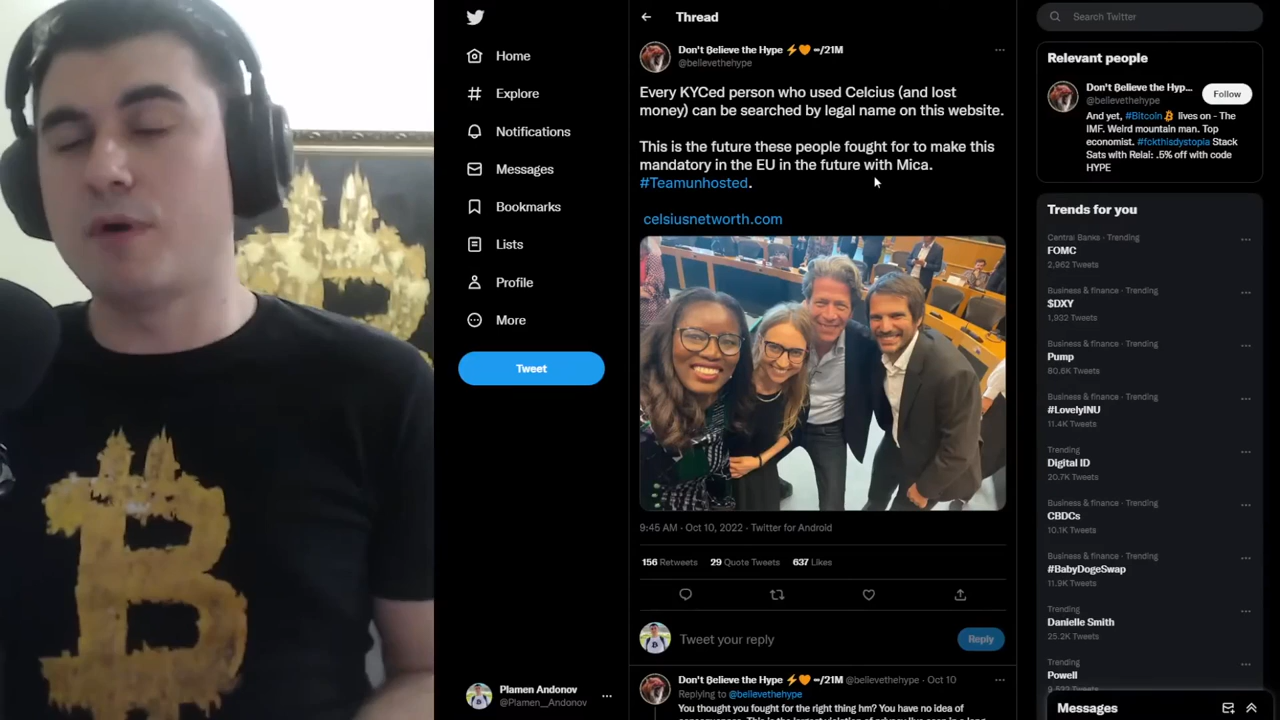 Home
Explore
Notifications
Messages
Bookmarks
Lists
Profile
More
Tweet
Plamen Andonov
@Plamen_Andonov
Thread
Don't Believe the Hype ⚡🧡 ∞/21M
@bellevethehype
Every KYCed person who used Celcius (and lost
money) can be searched by legal name on this website.
This is the future these people fought for to make this
mandatory in the EU in the future with Mica.
#Teamunhosted.
celsiusnetworth.com
9:45 AM · Oct 10, 2022 · Twitter for Android
156 Retweets 29 Quote Tweets 637 Likes
Tweet your reply
Reply
Don't Believe the Hype ⚡🧡 ∞/21M @bellevethehype · Oct 10
Replying to @bellevethehype
You thought you fought for the right thing hm? You have no idea of
Search Twitter
Relevant people
Don't Believe the Hyp...
@bellevethehype
Follow
And yet, #Bitcoin lives on - The
IMF. Weird mountain man. Top
economist. #fckthisdystopia Stack
Sats with Relai: .5% off with code
HYPE
Trends for you
Central Banks · Trending
FOMC
2,962 Tweets
Business & finance · Trending
$DXY
1,932 Tweets
Business & finance · Trending
Pump
80.6K Tweets
Business & finance · Trending
#LovelyINU
11.4K Tweets
Trending
Digital ID
20.7K Tweets
Business & finance · Trending
CBDCs
10.1K Tweets
Business & finance · Trending
#BabyDogeSwap
11.9K Tweets
Trending
Danielle Smith
25.2K Tweets
Trending
Powell
Messages